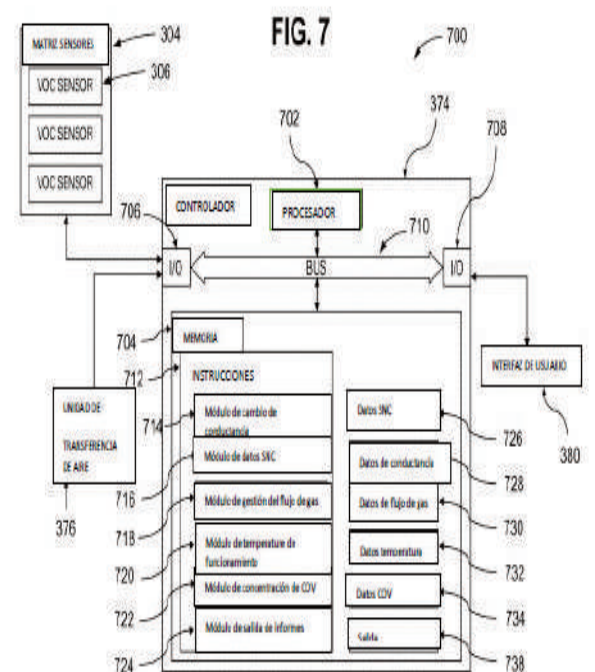 FIG. 7
700
MATRIZ SENSORES
304
306
VOC SENSOR
VOC SENSOR
VOC SENSOR
702
374
708
706
CONTROLADOR
PROCESADOR
710
I/O
BUS
I/O
704
MEMORIA
712
INSTRUCCIONES
714
Módulo de cambio de
conductancia
716
Módulo de datos SNC
718
Módulo de gestión del flujo de gas
720
Módulo de temperature de
funcionamiento
722
Módulo de concentración de COV
724
Módulo de salida de informes
Datos SNC
726
Datos de conductancia
728
Datos de flujo de gas
730
Datos temperatura
732
Datos COV
734
Salida
738
UNIDAD DE
TRANSFERENCIA
DE AIRE
376
INTERFAZ DE USUARIO
380